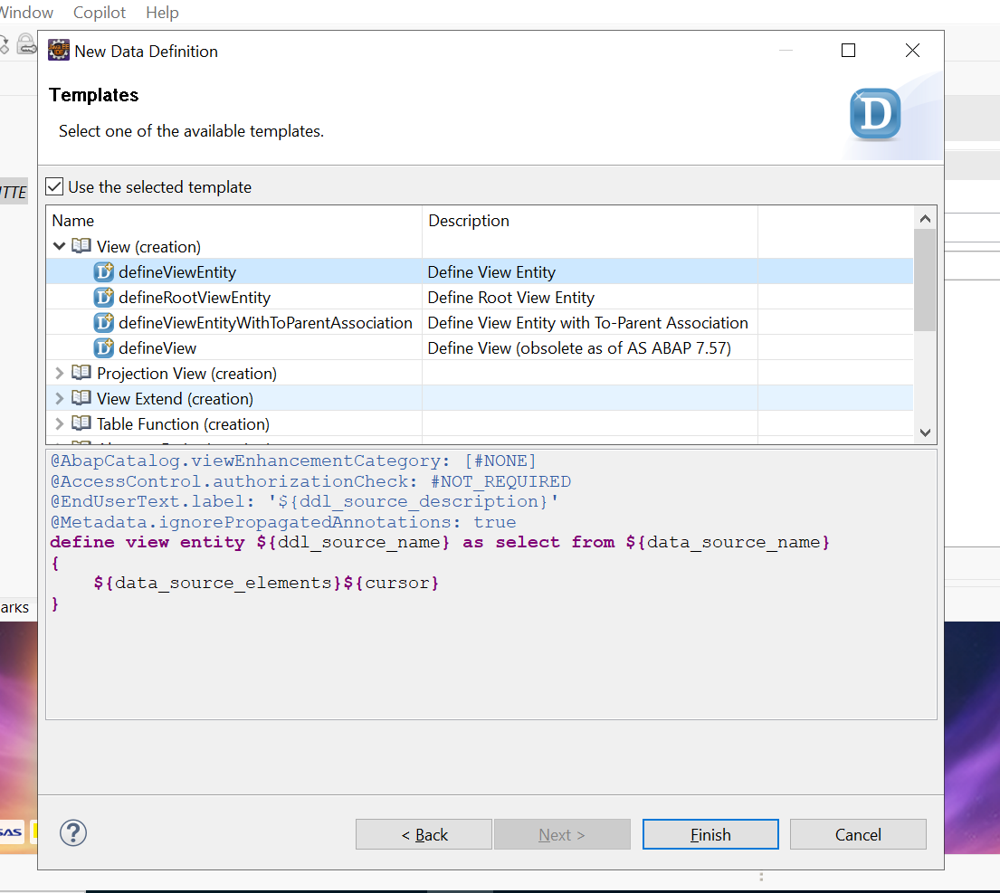 Window Copilot Help
New Data Definition
Templates
Select one of the available templates.
D
ITTE
Use the selected template
Name Description
View (creation)
defineViewEntity Define View Entity
defineRootViewEntity Define Root View Entity
defineViewEntityWithToParentAssociation Define View Entity with To-Parent Association
defineView Define View (obsolete as of AS ABAP 7.57)
Projection View (creation)
View Extend (creation)
Table Function (creation)
@AbapCatalog.viewEnhancementCategory: [#NONE]
@AccessControl.authorizationCheck: #NOT_REQUIRED
@EndUserText.label: '${ddl_source_description}'
@Metadata.ignorePropagatedAnnotations: true
define view entity ${ddl_source_name} as select from ${data_source_name}
{
${data_source_elements}${cursor}
}
arks
SAS
?
< Back Next > Finish Cancel